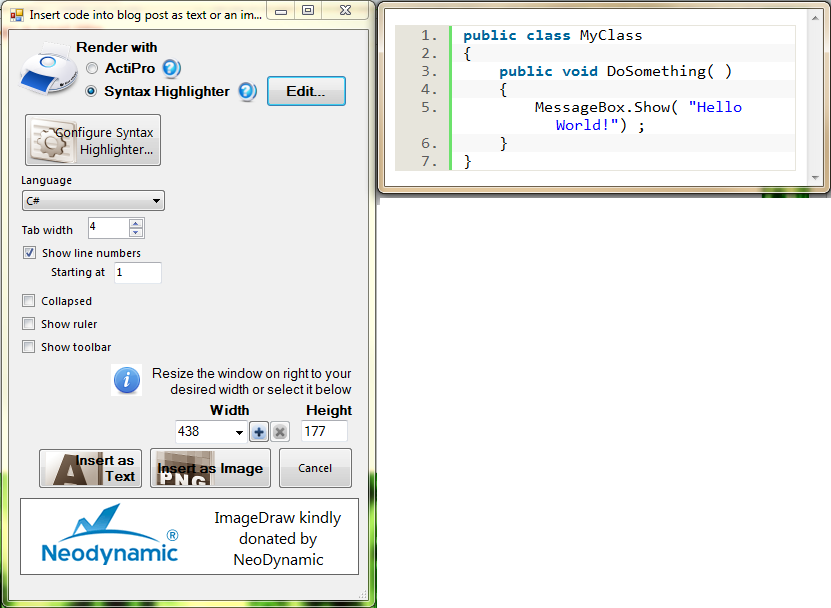 Insert code into blog post as text or an im...
Render with
ActiPro
Syntax Highlighter
Edit...
Configure Syntax
Highlighter...
Language
C#
Tab width
4
Show line numbers
Starting at
1
Collapsed
Show ruler
Show toolbar
i
Resize the window on right to your
desired width or select it below
Width
Height
438
177
Insert as
Text
A
Insert as Image
PNG
Cancel
Neodynamic®
ImageDraw kindly
donated by
NeoDynamic
1. public class MyClass
2. {
3. public void DoSomething( )
4. {
5. MessageBox.Show( "Hello
World!") ;
6. }
7. }